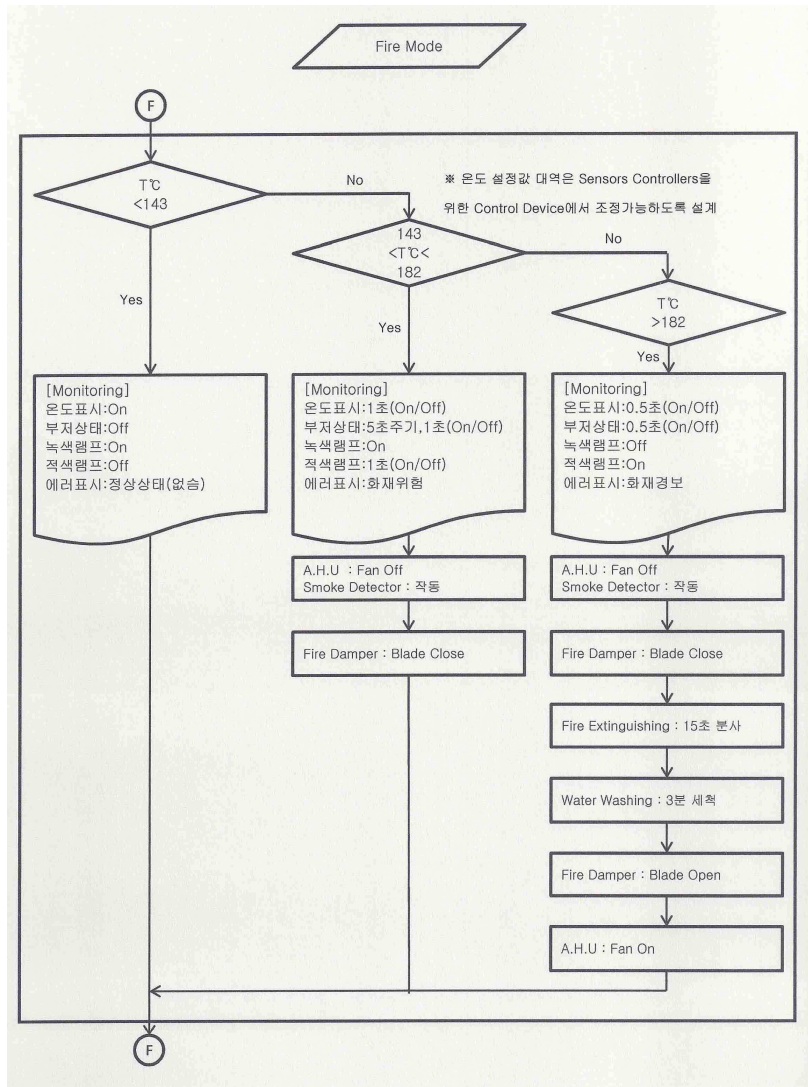 Fire Mode
F
T℃
<143
No
※ 온도 설정값 대역은 Sensors Controllers을
위한 Control Device에서 조정가능하도록 설계
143
<T℃<
182
No
T℃
>182
Yes
Yes
Yes
[Monitoring]
온도표시:On
부저상태:Off
녹색램프:On
적색램프:Off
에러표시:정상상태(없슴)
[Monitoring]
온도표시:1초(On/Off)
부저상태:5초주기,1초(On/Off)
녹색램프:On
적색램프:1초(On/Off)
에러표시:화재위험
[Monitoring]
온도표시:0.5초(On/Off)
부저상태:0.5초(On/Off)
녹색램프:Off
적색램프:On
에러표시:화재경보
A.H.U : Fan Off
Smoke Detector : 작동
A.H.U : Fan Off
Smoke Detector : 작동
Fire Damper : Blade Close
Fire Damper : Blade Close
Fire Extinguishing : 15초 분사
Water Washing : 3분 세척
Fire Damper : Blade Open
A.H.U : Fan On
F